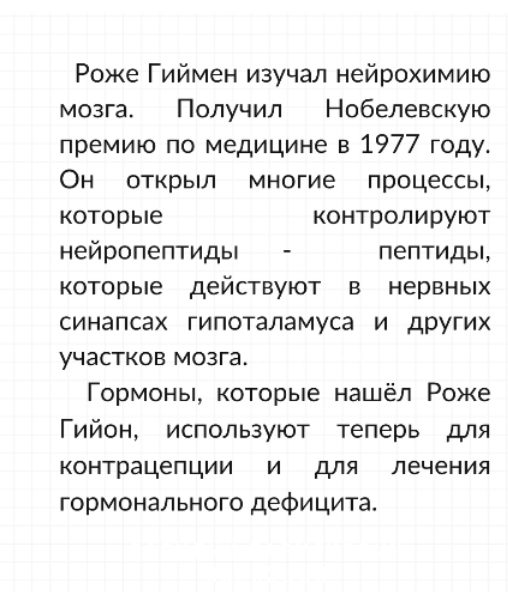 Роже Гиймен изучал нейрохимию
мозга. Получил Нобелевскую
премию по медицине в 1977 году.
Он открыл многие процессы,
которые контролируют
нейропептиды - пептиды,
которые действуют в нервных
синапсах гипоталамуса и других
участков мозга.
Гормоны, которые нашёл Роже
Гийон, используют теперь для
контрацепции и для лечения
гормонального дефицита.